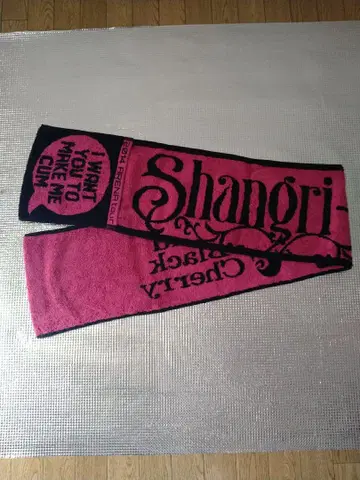 I WANT
YOU TO
MAKE ME
CUM
Shangri-
Black
Cherry